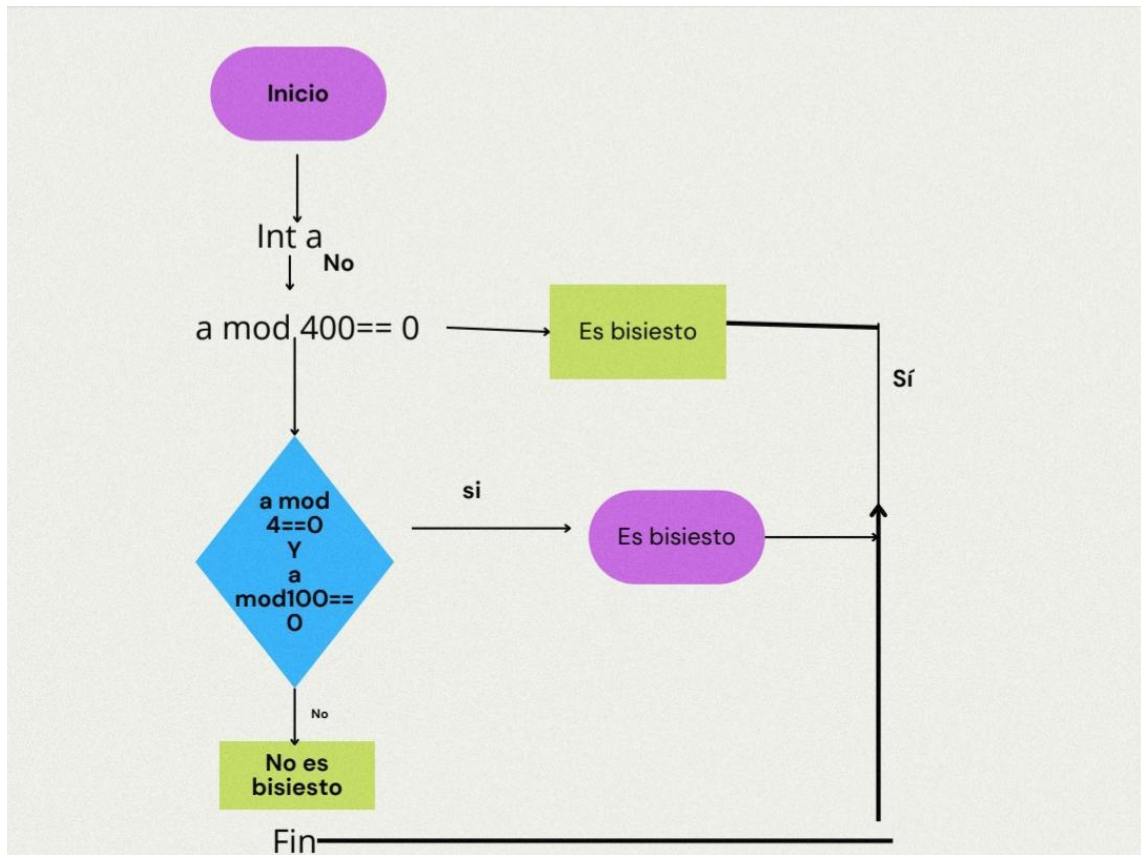 Inicio
Int a
No
a mod 400== 0
Es bisiesto
Sí
a mod
4==0
Y
a
mod100==
0
si
Es bisiesto
No
No es
bisiesto
Fin